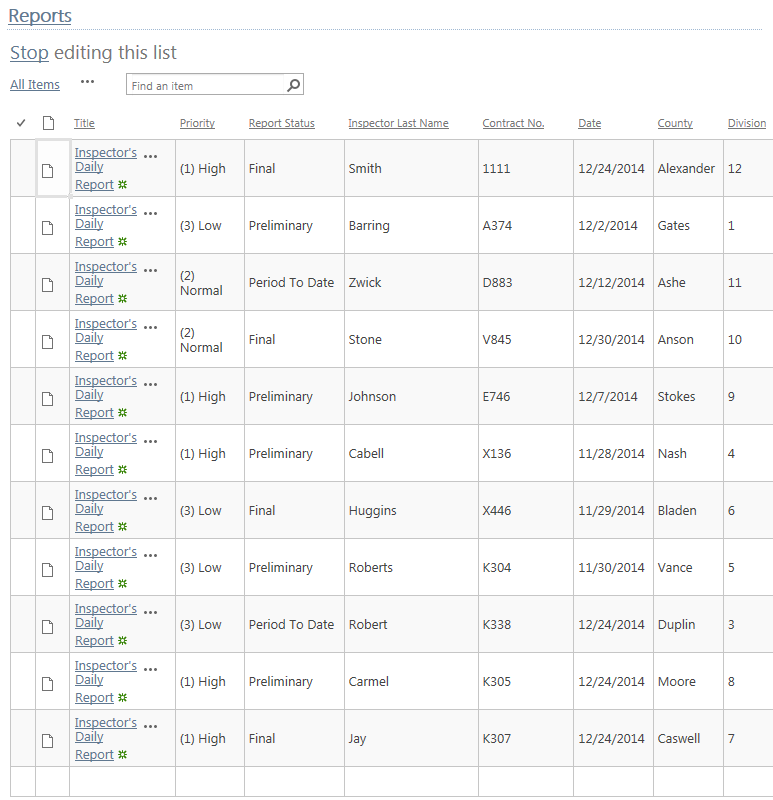 Reports
Stop editing this list
All Items ••• Find an item
✓ Title Priority Report Status Inspector Last Name Contract No. Date County Division
Inspector's Daily Report ••• (1) High Final Smith 1111 12/24/2014 Alexander 12
Inspector's Daily Report ••• (3) Low Preliminary Barring A374 12/2/2014 Gates 1
Inspector's Daily Report ••• (2) Normal Period To Date Zwick D883 12/12/2014 Ashe 11
Inspector's Daily Report ••• (2) Normal Final Stone V845 12/30/2014 Anson 10
Inspector's Daily Report ••• (1) High Preliminary Johnson E746 12/7/2014 Stokes 9
Inspector's Daily Report ••• (1) High Preliminary Cabell X136 11/28/2014 Nash 4
Inspector's Daily Report ••• (3) Low Final Huggins X446 11/29/2014 Bladen 6
Inspector's Daily Report ••• (3) Low Preliminary Roberts K304 11/30/2014 Vance 5
Inspector's Daily Report ••• (3) Low Period To Date Robert K338 12/24/2014 Duplin 3
Inspector's Daily Report ••• (1) High Preliminary Carmel K305 12/24/2014 Moore 8
Inspector's Daily Report ••• (1) High Final Jay K307 12/24/2014 Caswell 7